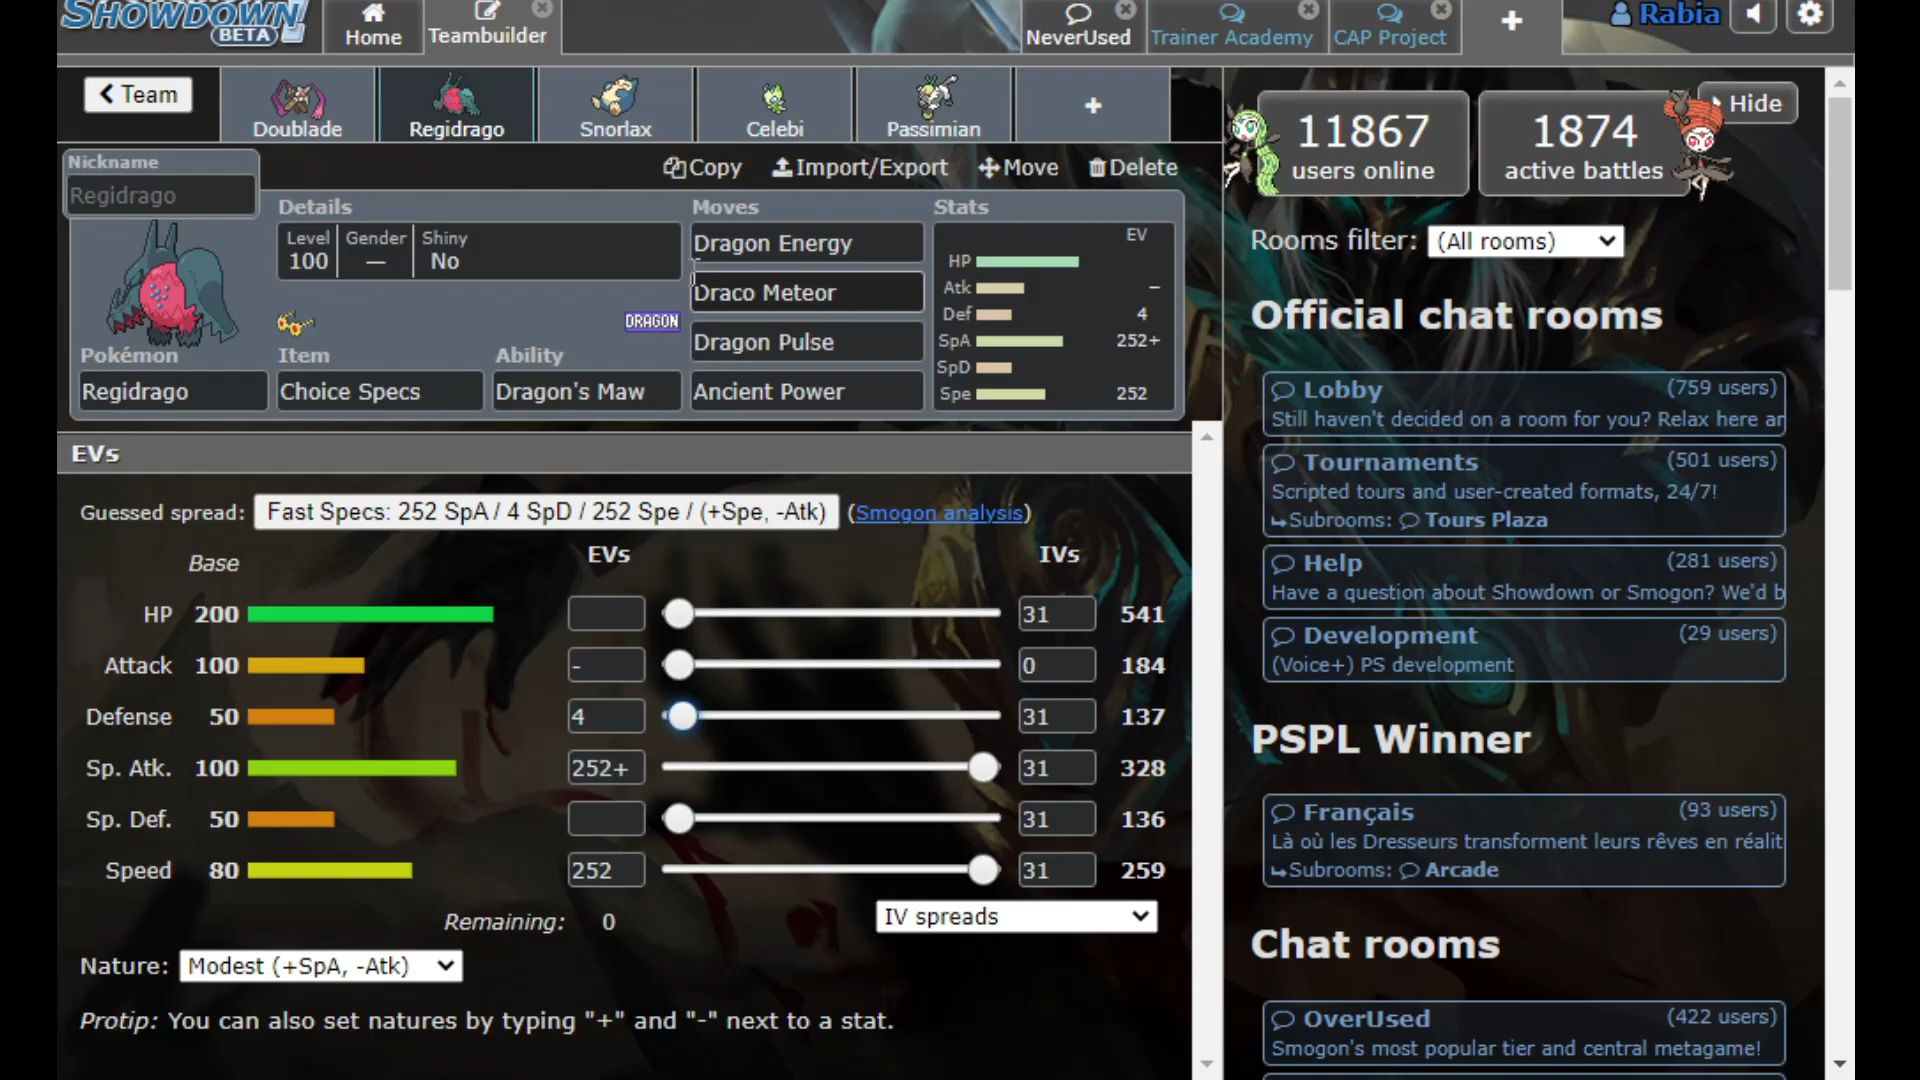 SHOWDOWN
BETA
Home
Teambuilder
NeverUsed
Trainer Academy
CAP Project
+
Rabia
Team
Doublade
Regidrago
Snorlax
Celebi
Passimian
+
Hide
Nickname
Regidrago
Copy
Import/Export
Move
Delete
Details
Level
100
Gender
—
Shiny
No
DRAGON
Pokémon
Regidrago
Item
Choice Specs
Ability
Dragon's Maw
Moves
Dragon Energy
Draco Meteor
Dragon Pulse
Ancient Power
Stats
EV
HP
Atk –
Def 4
SpA 252+
SpD
Spe 252
EVs
Guessed spread: Fast Specs: 252 SpA / 4 SpD / 252 Spe / (+Spe, -Atk) (Smogon analysis)
Base EVs IVs
HP 200 31 541
Attack 100 - 0 184
Defense 50 4 31 137
Sp. Atk. 100 252+ 31 328
Sp. Def. 50 31 136
Speed 80 252 31 259
Remaining: 0
IV spreads
Nature: Modest (+SpA, -Atk)
Protip: You can also set natures by typing "+" and "-" next to a stat.
11867
users online
1874
active battles
Rooms filter: (All rooms)
Official chat rooms
Lobby (759 users)
Still haven't decided on a room for you? Relax here ar
Tournaments (501 users)
Scripted tours and user-created formats, 24/7!
Subrooms: Tours Plaza
Help (281 users)
Have a question about Showdown or Smogon? We'd b
Development (29 users)
(Voice+) PS development
PSPL Winner
Français (93 users)
Là où les Dresseurs transforment leurs rêves en réalit
Subrooms: Arcade
Chat rooms
OverUsed (422 users)
Smogon's most popular tier and central metagame!